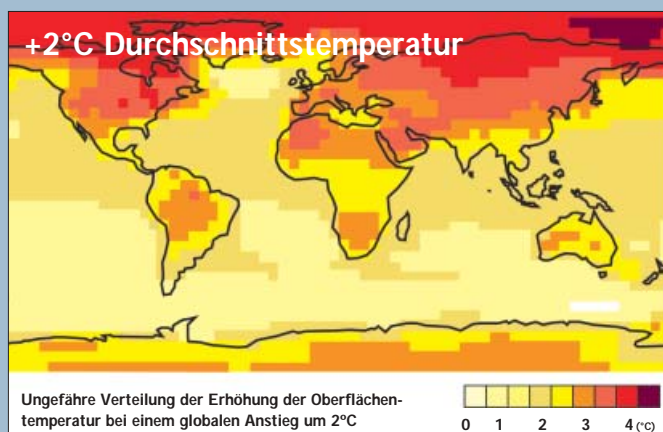 +2°C Durchschnittstemperatur
Ungefähre Verteilung der Erhöhung der Oberflächen-
temperatur bei einem globalen Anstieg um 2ºC
0 1 2 3 4 (°C)